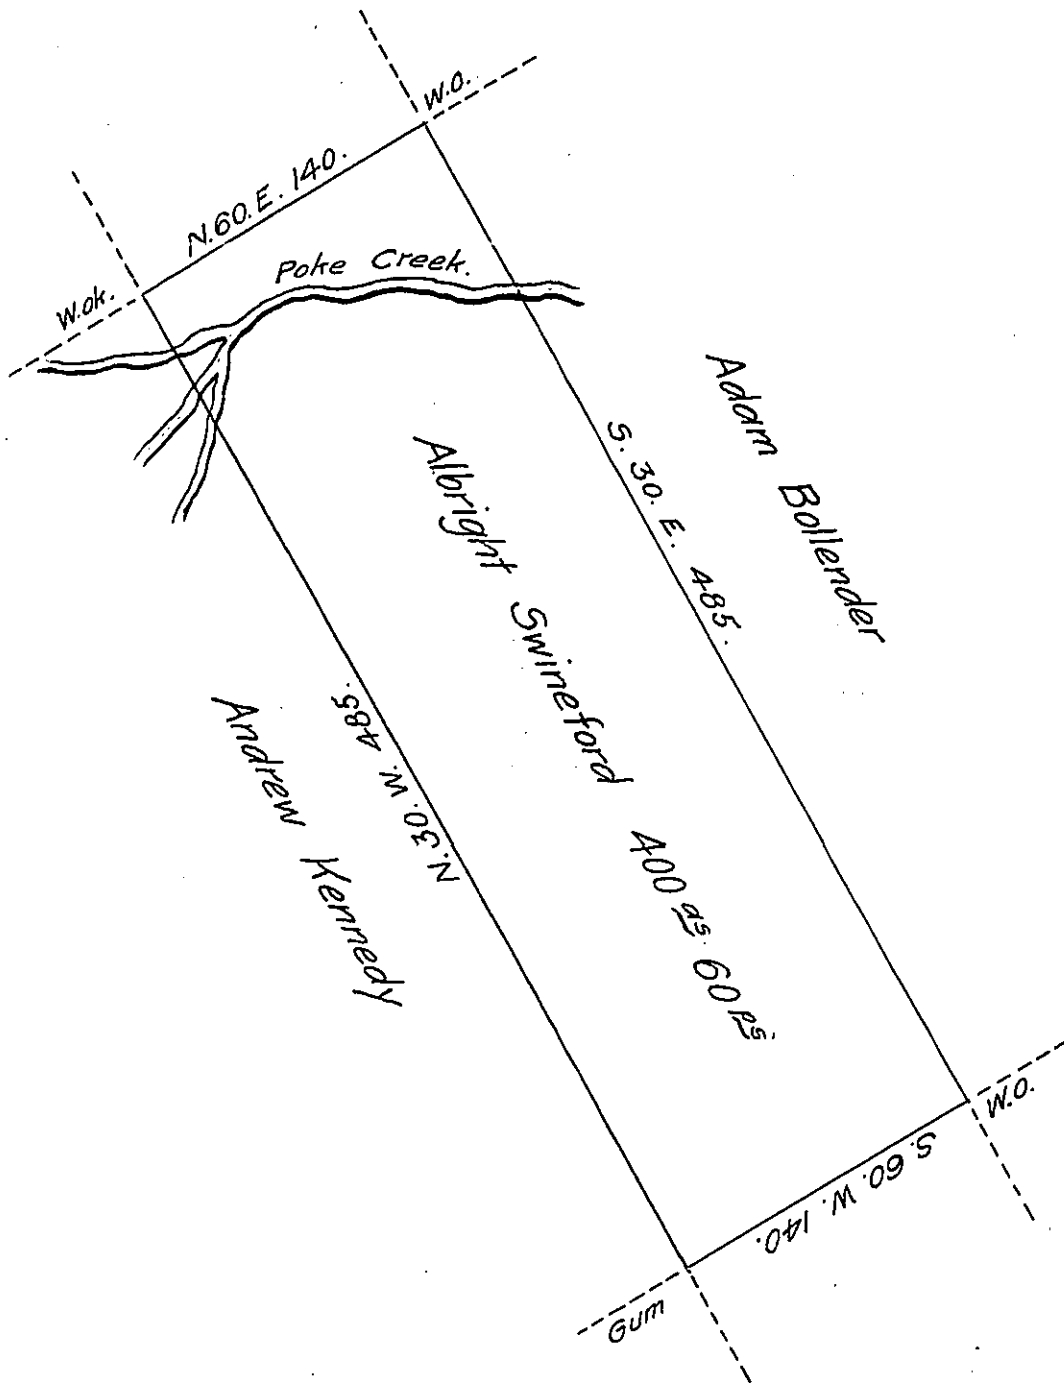 W.O.
N.60.E. 140.
W.ok.
Poke Creek.
Adam Bollender
S. 30. E. 485.
Albright Swineford 400 as. 60 ps.
N.30. W. 485.
Andrew Kennedy
W.O.
S. 60. W. 140.
Gum